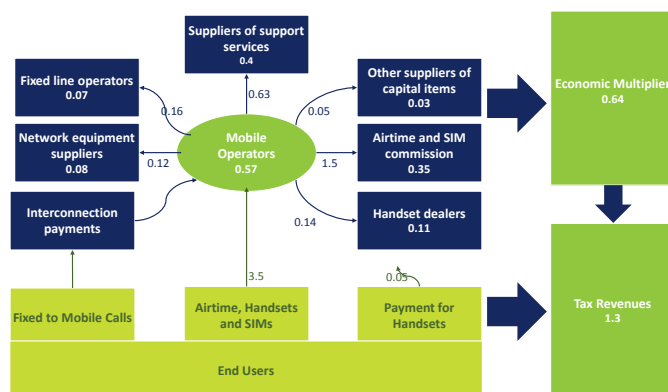 Suppliers of support
services
0.4
Fixed line operators
0.07
Other suppliers of
capital items
0.03
Economic Multiplier
0.64
0.16
0.63
0.05
Network equipment
suppliers
0.08
0.12
Mobile
Operators
0.57
1.5
Airtime and SIM
commission
0.35
Interconnection
payments
0.14
Handset dealers
0.11
3.5
0.05
Fixed to Mobile Calls
Airtime, Handsets
and SIMs
Payment for
Handsets
Tax Revenues
1.3
End Users